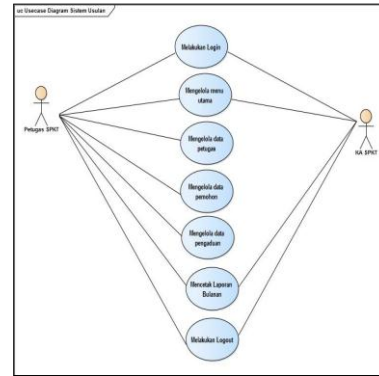 uc Usecase Diagram Sistem Usulan
Melakukan Login
Mengelola menu
utama
Petugas SPKT
KA SPKT
Mengelola data
petugas
Mengelola data
pemohon
Mengelola data
pengaduan
Mencetak Laporan
Bulanan
Melakukan Logout